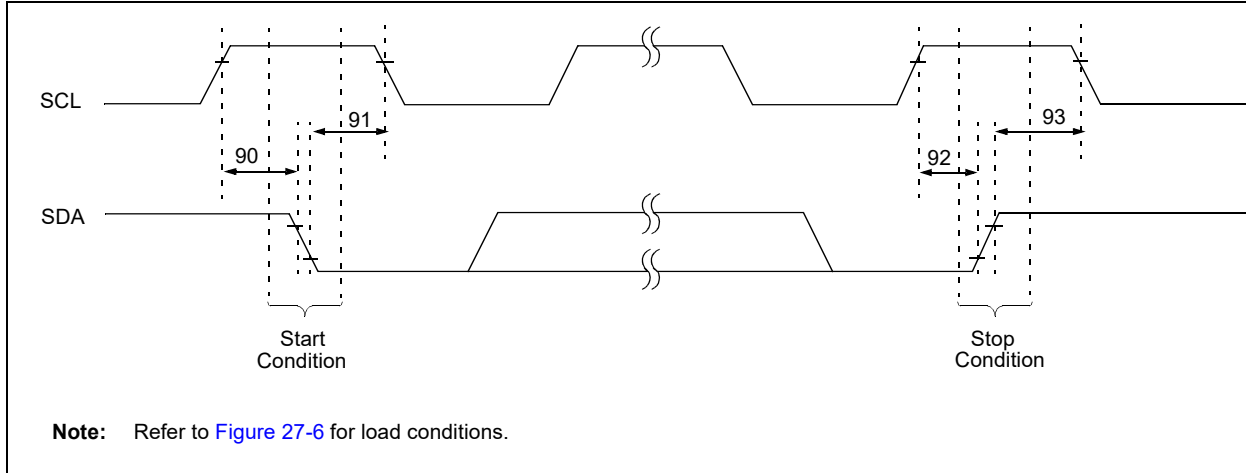 SCL
91
93
90
92
SDA
Start
Condition
Stop
Condition
Note: Refer to Figure 27-6 for load conditions.